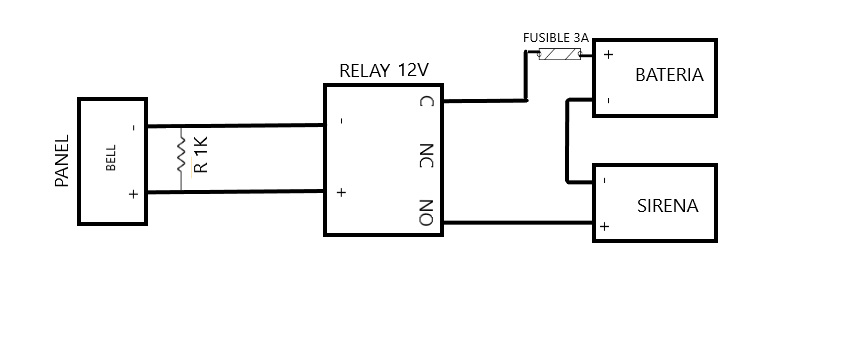 FUSIBLE 3A
RELAY 12V
+
BATERIA
-
C
PANEL
BELL
-
+
R 1K
-
+
NC
NO
-
SIRENA
+